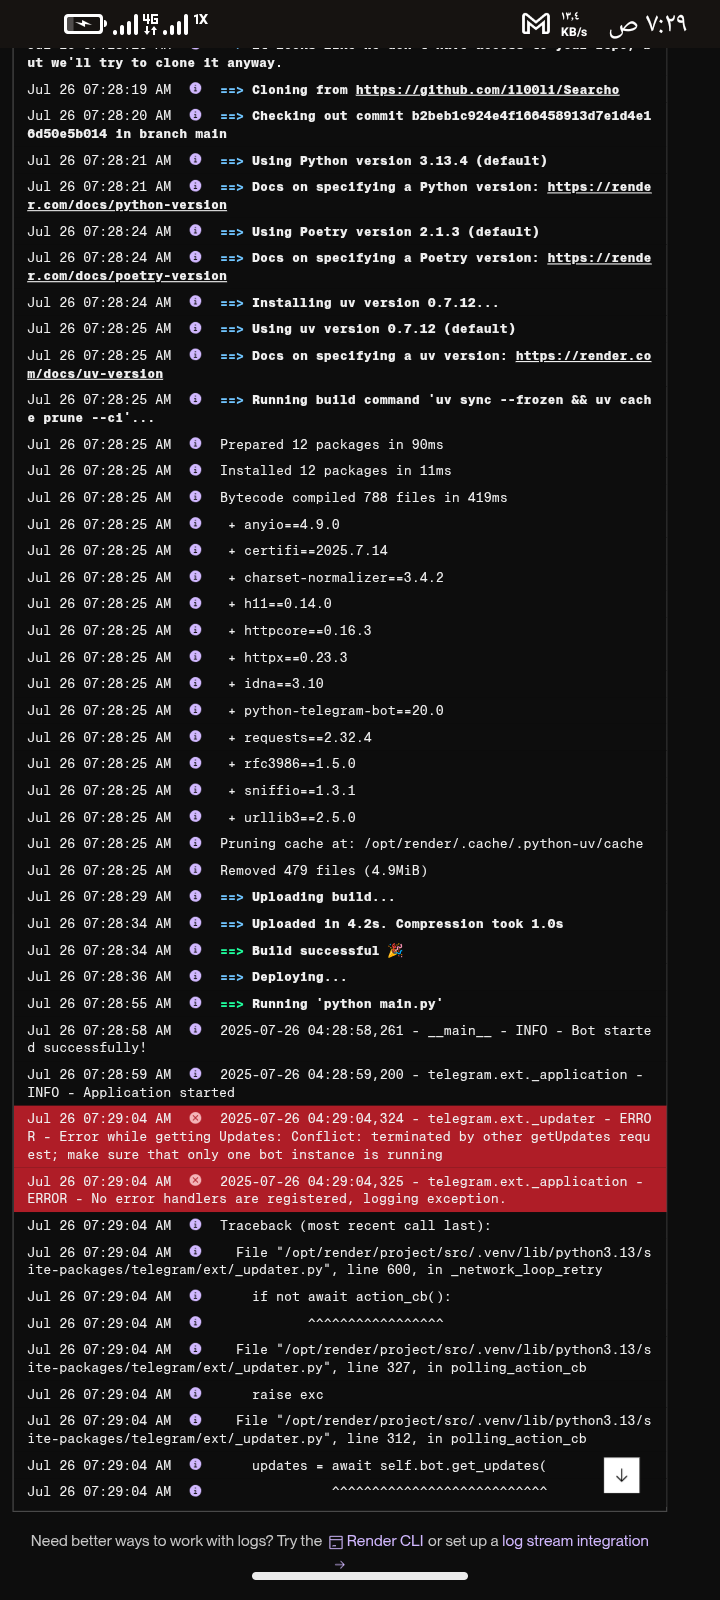 4G 1X ١٣,٤ KB/s ٧:٢٩ ص
ut we'll try to clone it anyway.
Jul 26 07:28:19 AM ==> Cloning from https://github.com/1l00li/Searcho
Jul 26 07:28:20 AM ==> Checking out commit b2beb1c924e4f166458913d7e1d4e1
6d50e5b014 in branch main
Jul 26 07:28:21 AM ==> Using Python version 3.13.4 (default)
Jul 26 07:28:21 AM ==> Docs on specifying a Python version: https://rende
r.com/docs/python-version
Jul 26 07:28:24 AM ==> Using Poetry version 2.1.3 (default)
Jul 26 07:28:24 AM ==> Docs on specifying a Poetry version: https://rende
r.com/docs/poetry-version
Jul 26 07:28:24 AM ==> Installing uv version 0.7.12...
Jul 26 07:28:25 AM ==> Using uv version 0.7.12 (default)
Jul 26 07:28:25 AM ==> Docs on specifying a uv version: https://render.co
m/docs/uv-version
Jul 26 07:28:25 AM ==> Running build command 'uv sync --frozen && uv cach
e prune --ci'...
Jul 26 07:28:25 AM Prepared 12 packages in 90ms
Jul 26 07:28:25 AM Installed 12 packages in 11ms
Jul 26 07:28:25 AM Bytecode compiled 788 files in 419ms
Jul 26 07:28:25 AM + anyio==4.9.0
Jul 26 07:28:25 AM + certifi==2025.7.14
Jul 26 07:28:25 AM + charset-normalizer==3.4.2
Jul 26 07:28:25 AM + h11==0.14.0
Jul 26 07:28:25 AM + httpcore==0.16.3
Jul 26 07:28:25 AM + httpx==0.23.3
Jul 26 07:28:25 AM + idna==3.10
Jul 26 07:28:25 AM + python-telegram-bot==20.0
Jul 26 07:28:25 AM + requests==2.32.4
Jul 26 07:28:25 AM + rfc3986==1.5.0
Jul 26 07:28:25 AM + sniffio==1.3.1
Jul 26 07:28:25 AM + urllib3==2.5.0
Jul 26 07:28:25 AM Pruning cache at: /opt/render/.cache/.python-uv/cache
Jul 26 07:28:25 AM Removed 479 files (4.9MiB)
Jul 26 07:28:29 AM ==> Uploading build...
Jul 26 07:28:34 AM ==> Uploaded in 4.2s. Compression took 1.0s
Jul 26 07:28:34 AM ==> Build successful 🎉
Jul 26 07:28:36 AM ==> Deploying...
Jul 26 07:28:55 AM ==> Running 'python main.py'
Jul 26 07:28:58 AM 2025-07-26 04:28:58,261 - __main__ - INFO - Bot starte
d successfully!
Jul 26 07:28:59 AM 2025-07-26 04:28:59,200 - telegram.ext._application -
INFO - Application started
Jul 26 07:29:04 AM 2025-07-26 04:29:04,324 - telegram.ext._updater - ERRO
R - Error while getting Updates: Conflict: terminated by other getUpdates requ
est; make sure that only one bot instance is running
Jul 26 07:29:04 AM 2025-07-26 04:29:04,325 - telegram.ext._application -
ERROR - No error handlers are registered, logging exception.
Jul 26 07:29:04 AM Traceback (most recent call last):
Jul 26 07:29:04 AM File "/opt/render/project/src/.venv/lib/python3.13/s
ite-packages/telegram/ext/_updater.py", line 600, in _network_loop_retry
Jul 26 07:29:04 AM if not await action_cb():
Jul 26 07:29:04 AM ^^^^^^^^^^^^^^^^^
Jul 26 07:29:04 AM File "/opt/render/project/src/.venv/lib/python3.13/s
ite-packages/telegram/ext/_updater.py", line 327, in polling_action_cb
Jul 26 07:29:04 AM raise exc
Jul 26 07:29:04 AM File "/opt/render/project/src/.venv/lib/python3.13/s
ite-packages/telegram/ext/_updater.py", line 312, in polling_action_cb
Jul 26 07:29:04 AM updates = await self.bot.get_updates(
Jul 26 07:29:04 AM ^^^^^^^^^^^^^^^^^^^^^^^^^^^
Need better ways to work with logs? Try the Render CLI or set up a log stream integration
→